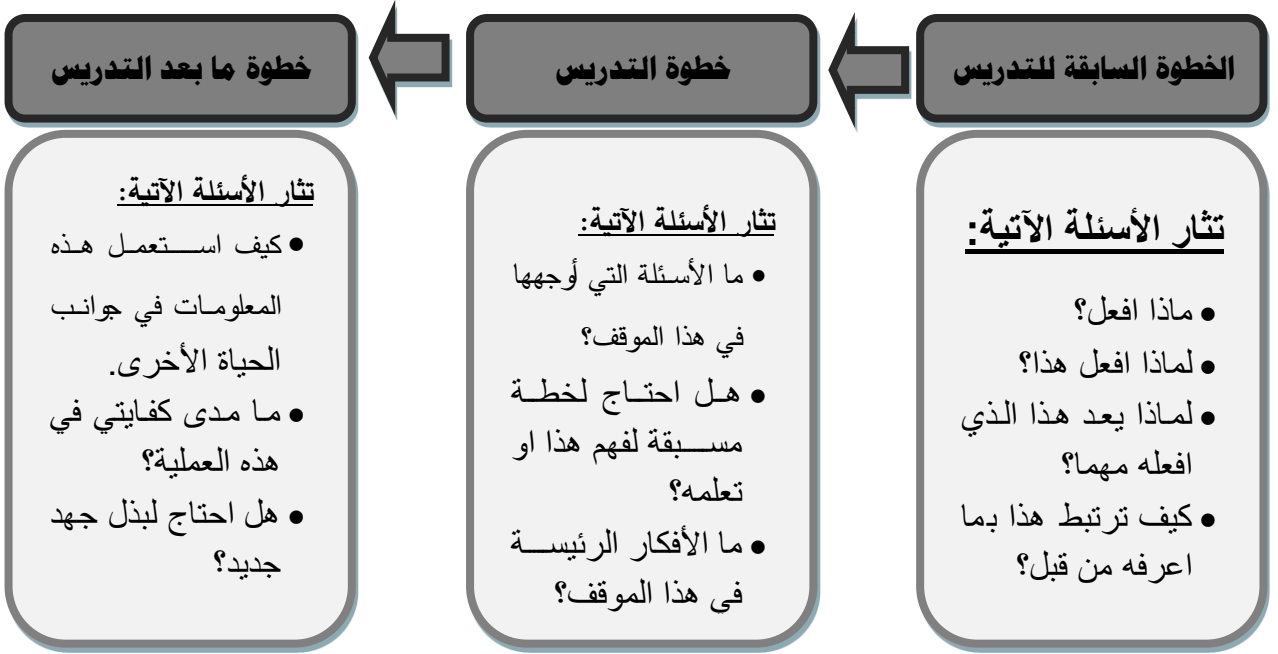 الخطوة السابقة للتدريس
تثار الأسئلة الآتية:
● ماذا افعل؟
● لماذا افعل هذا؟
● لماذا يعد هذا الذي
افعله مهما؟
● كيف ترتبط هذا بما
اعرفه من قبل؟
خطوة التدريس
تثار الأسئلة الآتية:
● ما الأسئلة التي أوجهها
في هذا الموقف؟
● هل احتاج لخطة
مسبقة لفهم هذا او
تعلمه؟
● ما الأفكار الرئيسة
في هذا الموقف؟
خطوة ما بعد التدريس
تثار الأسئلة الآتية:
● كيف استعمل هذه
المعلومات في جوانب
الحياة الأخرى.
● ما مدى كفايتي في
هذه العملية؟
● هل احتاج لبذل جهد
جديد؟